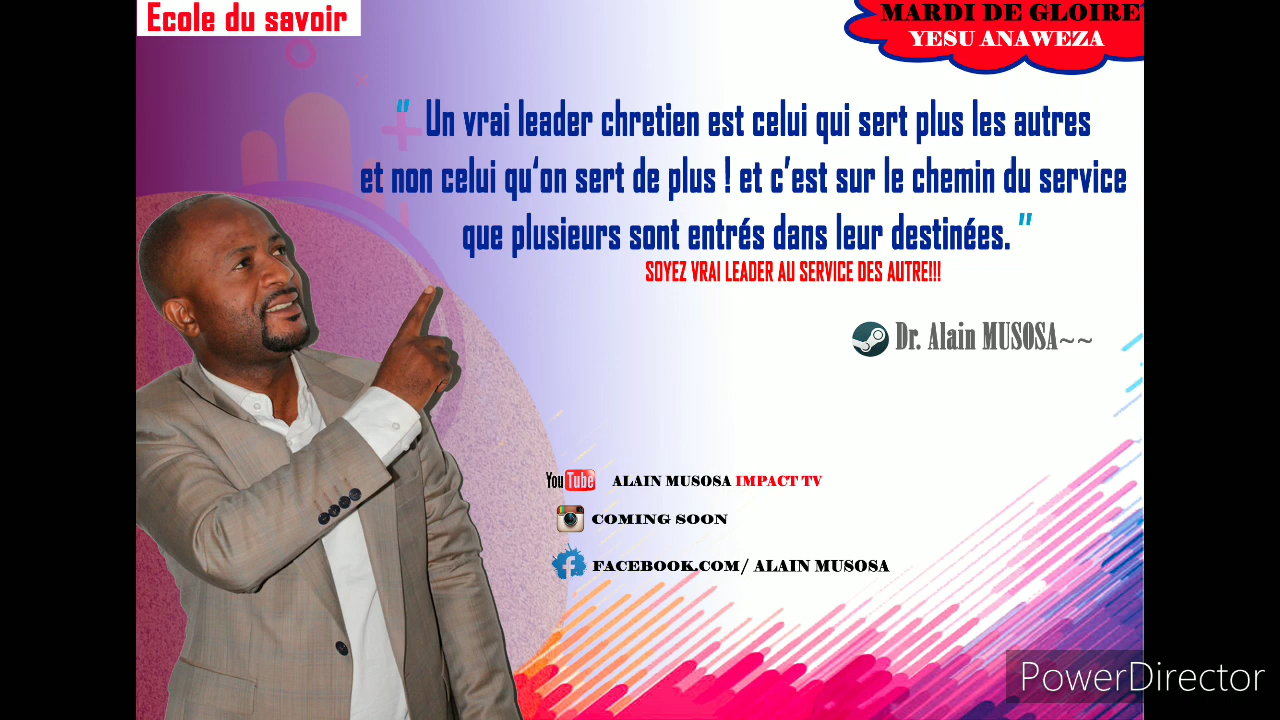 Ecole du savoir
MARDI DE GLOIRE
YESU ANAWEZA
" Un vrai leader chretien est celui qui sert plus les autres
et non celui qu'on sert de plus ! et c'est sur le chemin du service
que plusieurs sont entrés dans leur destinées. "
SOYEZ VRAI LEADER AU SERVICE DES AUTRE!!!
Dr. Alain MUSOSA~~
YouTube ALAIN MUSOSA IMPACT TV
COMING SOON
FACEBOOK.COM/ ALAIN MUSOSA
PowerDirector